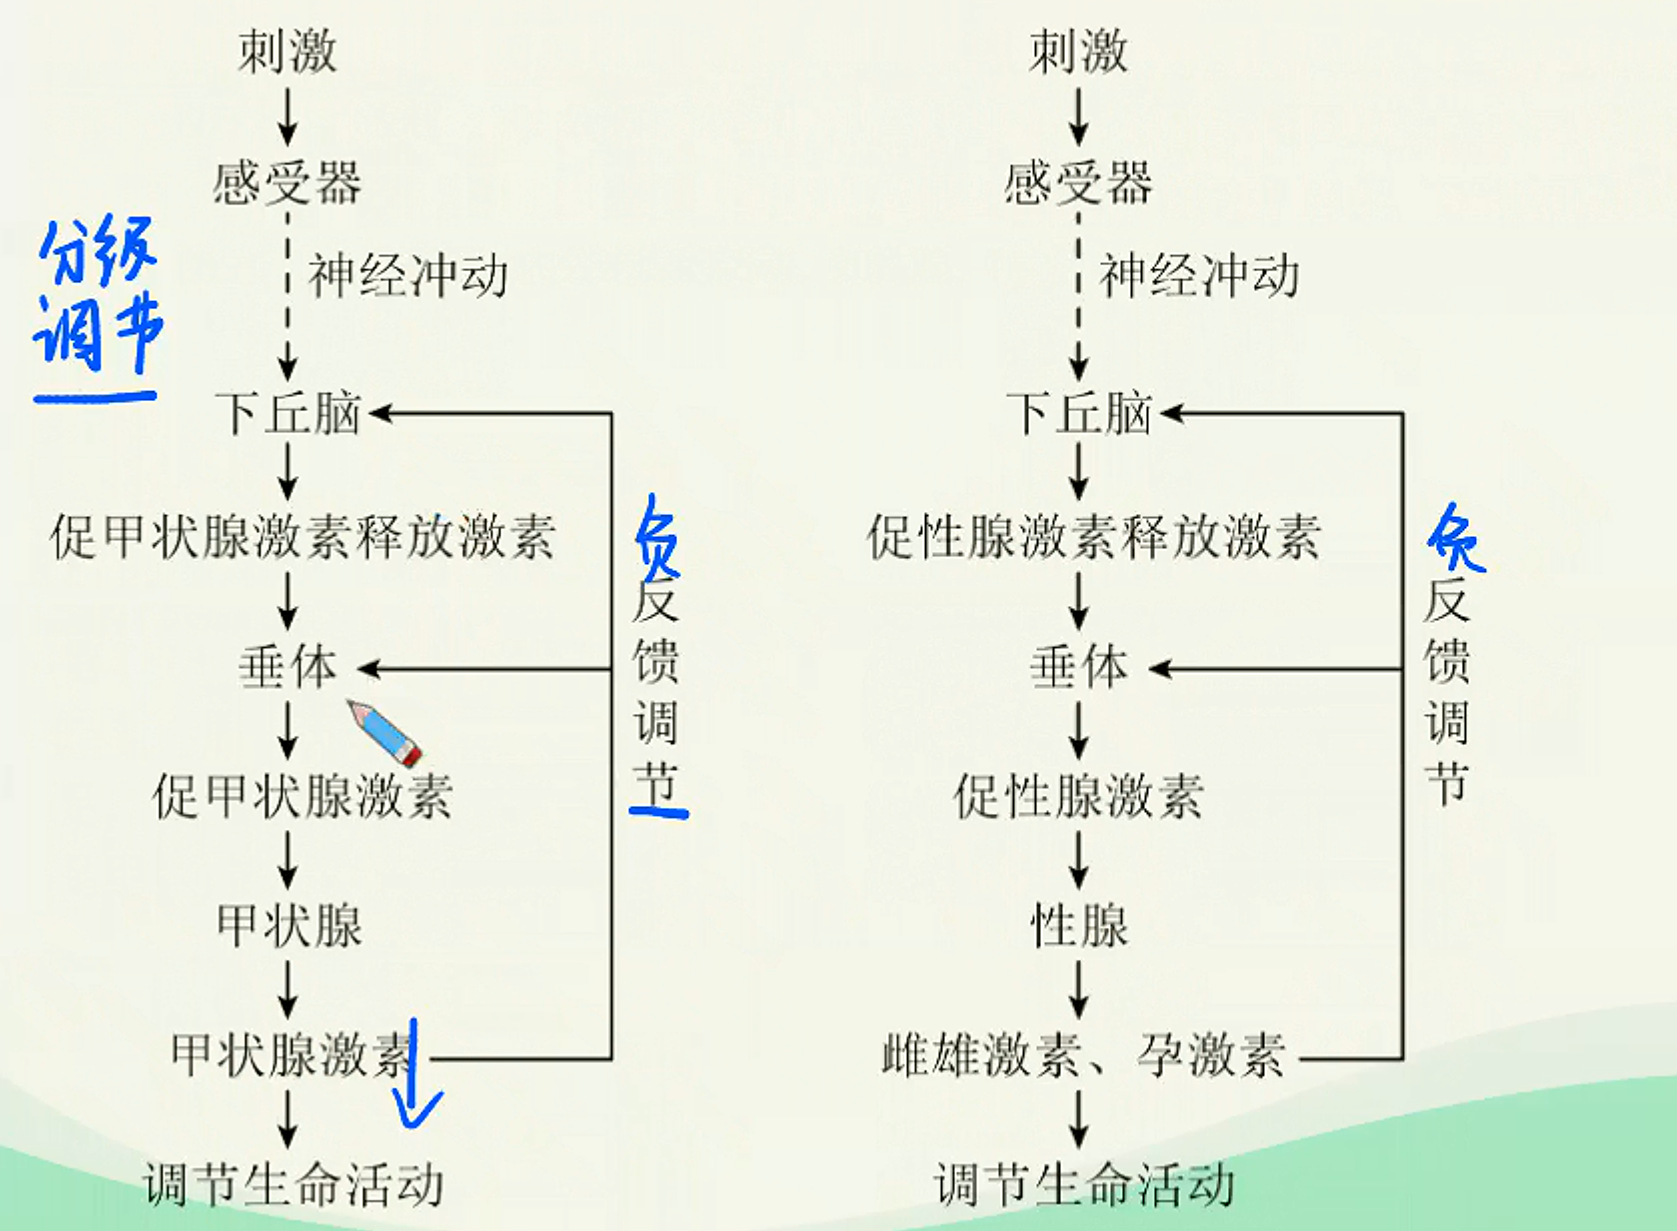 刺激
感受器
神经冲动
分级
调节
下丘脑
促甲状腺激素释放激素
垂体
促甲状腺激素
甲状腺
甲状腺激素
调节生命活动
负
反
馈
调
节
刺激
感受器
神经冲动
下丘脑
促性腺激素释放激素
垂体
促性腺激素
性腺
雌雄激素、孕激素
调节生命活动
负
反
馈
调
节